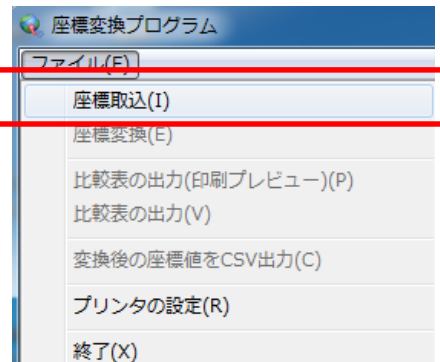 座標変換プログラム
ファイル(F)
座標取込(I)
座標変換(E)
比較表の出力(印刷プレビュー)(P)
比較表の出力(V)
変換後の座標値をCSV出力(C)
プリンタの設定(R)
終了(X)